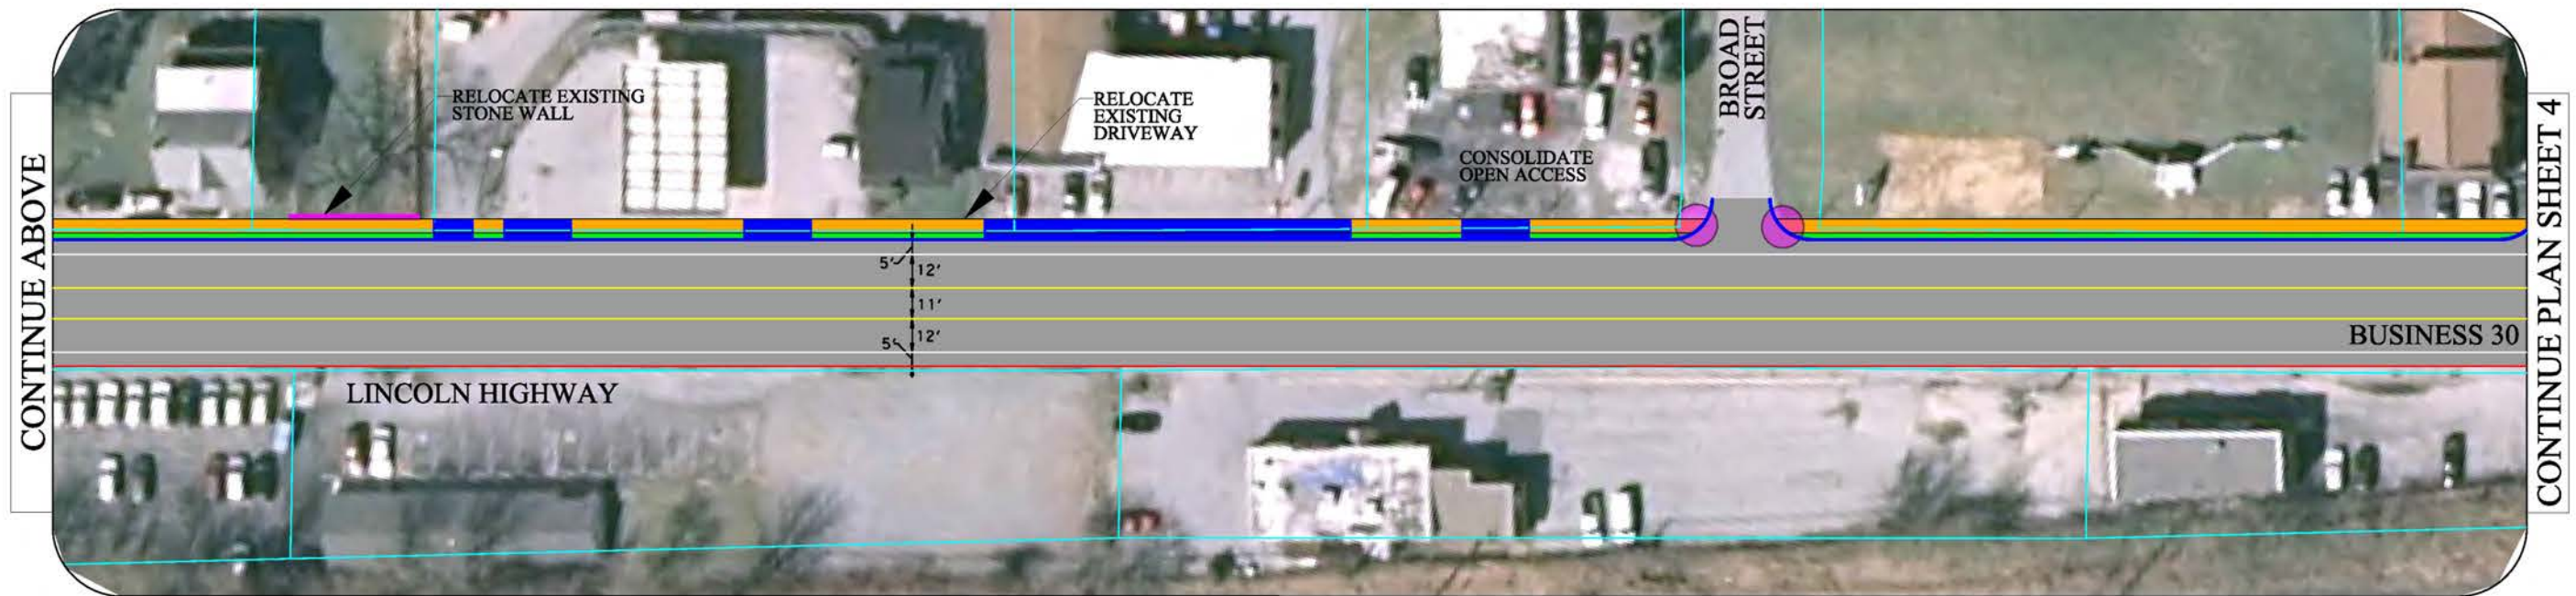 CONTINUE ABOVE
RELOCATE EXISTING
STONE WALL
RELOCATE
EXISTING
DRIVEWAY
CONSOLIDATE
OPEN ACCESS
BROAD
STREET
5'
12'
11'
12'
5'
BUSINESS 30
LINCOLN HIGHWAY
CONTINUE PLAN SHEET 4